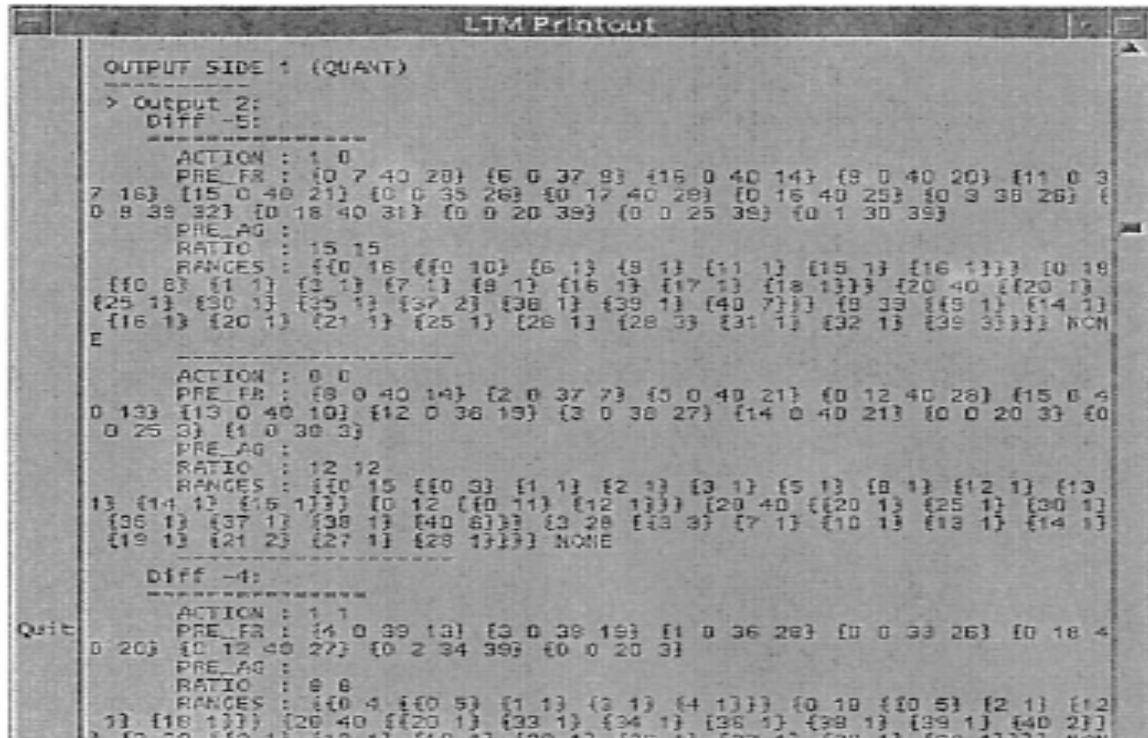 LTM Printout
OUTPUT SIDE 1 (QUANT)
> Output 2:
Diff -5:
ACTION : 1 0
PRE_FR : {0 7 40 28} {6 0 37 9} {16 0 40 14} {9 0 40 20} {11 0 3
7 16} {15 0 40 21} {0 0 35 26} {0 17 40 28} {0 16 40 25} {0 3 38 26} {
0 8 39 32} {0 18 40 31} {0 0 20 39} {0 0 25 39} {0 1 30 39}
PRE_AG :
RATIO : 15 15
RANGES : {{0 16 {{0 10} {6 1} {9 1} {11 1} {15 1} {16 1}}} {0 18
{{0 8} {1 1} {3 1} {7 1} {8 1} {16 1} {17 1} {18 1}}} {20 40 {{20 1}
{25 1} {30 1} {35 1} {37 2} {38 1} {39 1} {40 7}}} {9 39 {{9 1} {14 1}
{16 1} {20 1} {21 1} {25 1} {26 1} {28 3} {31 1} {32 1} {39 3}}}} NON
E
ACTION : 0 0
PRE_FR : {8 0 40 14} {2 0 37 7} {5 0 40 21} {0 12 40 28} {15 0 4
0 13} {13 0 40 10} {12 0 36 19} {3 0 38 27} {14 0 40 21} {0 0 20 3} {0
0 25 3} {1 0 30 3}
PRE_AG :
RATIO : 12 12
RANGES : {{0 15 {{0 3} {1 1} {2 1} {3 1} {5 1} {8 1} {12 1} {13
1} {14 1} {15 1}}} {0 12 {{0 11} {12 1}}} {20 40 {{20 1} {25 1} {30 1}
{36 1} {37 1} {38 1} {40 6}}} {3 28 {{3 3} {7 1} {10 1} {13 1} {14 1}
{19 1} {21 2} {27 1} {28 1}}}} NONE
Diff -4:
ACTION : 1 1
PRE_FR : {4 0 39 13} {3 0 38 19} {1 0 36 28} {0 0 33 26} {0 18 4
0 20} {0 12 40 27} {0 2 34 39} {0 0 20 3}
PRE_AG :
RATIO : 8 8
RANGES : {{0 4 {{0 5} {1 1} {3 1} {4 1}}} {0 18 {{0 5} {2 1} {12
1} {18 1}}} {20 40 {{20 1} {33 1} {34 1} {36 1} {38 1} {39 1} {40 2}}
Quit